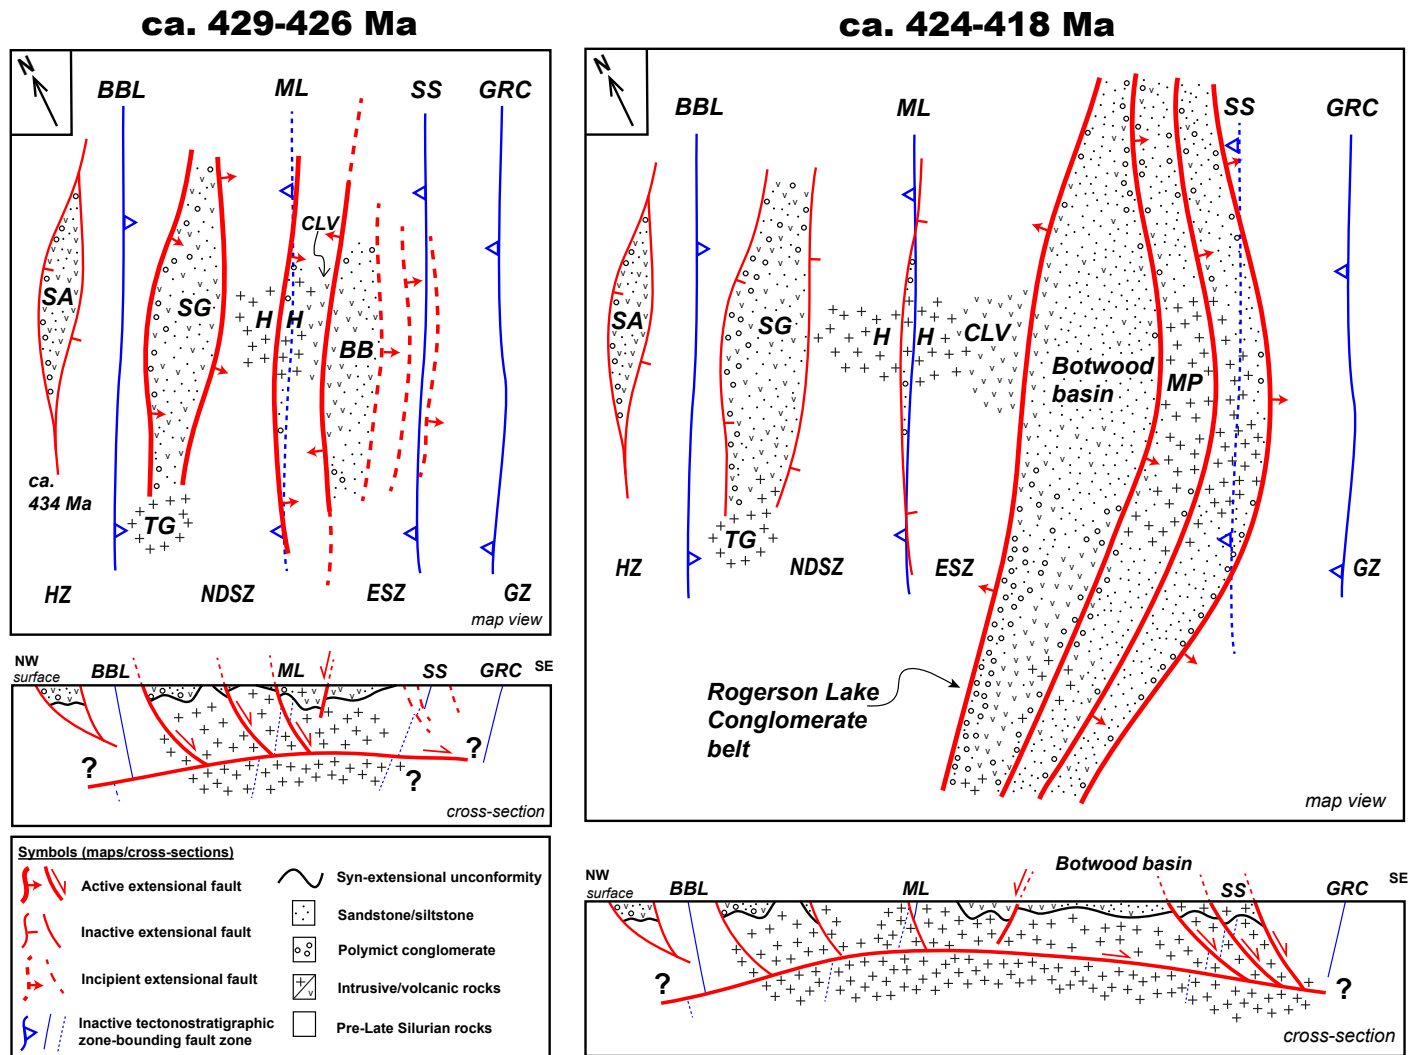 ca. 429-426 Ma
N
BBL
ML
SS
GRC
CLV
SA
SG
H
H
BB
ca.
434 Ma
TG
HZ
NDSZ
ESZ
GZ
map view
NW
surface
BBL
ML
SS
GRC
SE
?
?
?
cross-section
Symbols (maps/cross-sections)
Active extensional fault
Inactive extensional fault
Incipient extensional fault
Inactive tectonostratigraphic
zone-bounding fault zone
Syn-extensional unconformity
Sandstone/siltstone
Polymict conglomerate
Intrusive/volcanic rocks
Pre-Late Silurian rocks
ca. 424-418 Ma
N
BBL
ML
SS
GRC
SA
SG
H
H
CLV
Botwood
basin
MP
TG
HZ
NDSZ
ESZ
GZ
Rogerson Lake
Conglomerate
belt
map view
Botwood basin
NW
surface
BBL
ML
SS
GRC
SE
?
?
cross-section